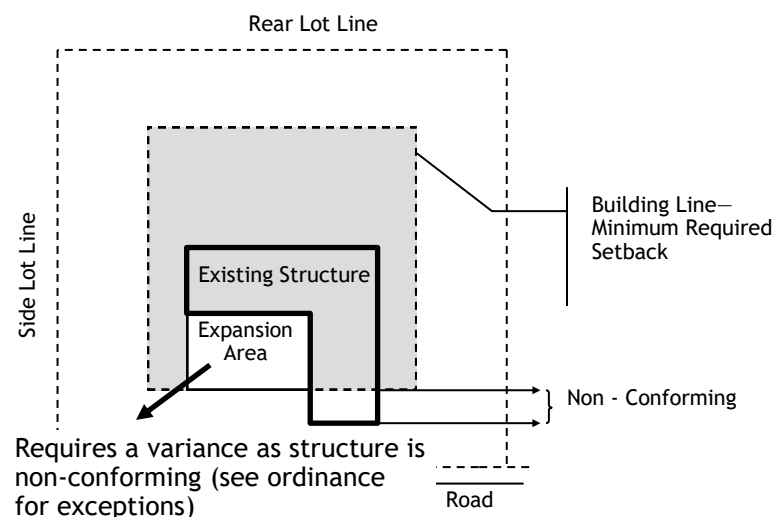 Rear Lot Line
Side Lot Line
Building Line—
Minimum Required
Setback
Existing Structure
Expansion
Area
Non - Conforming
Requires a variance as structure is
non-conforming (see ordinance
for exceptions)
Road